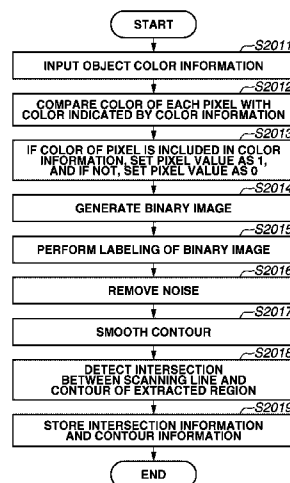 START
S2011
INPUT OBJECT COLOR INFORMATION
S2012
COMPARE COLOR OF EACH PIXEL WITH
COLOR INDICATED BY COLOR INFORMATION
S2013
IF COLOR OF PIXEL IS INCLUDED IN COLOR
INFORMATION, SET PIXEL VALUE AS 1,
AND IF NOT, SET PIXEL VALUE AS 0
S2014
GENERATE BINARY IMAGE
S2015
PERFORM LABELING OF BINARY IMAGE
S2016
REMOVE NOISE
S2017
SMOOTH CONTOUR
S2018
DETECT INTERSECTION
BETWEEN SCANNING LINE AND
CONTOUR OF EXTRACTED REGION
S2019
STORE INTERSECTION INFORMATION
AND CONTOUR INFORMATION
END